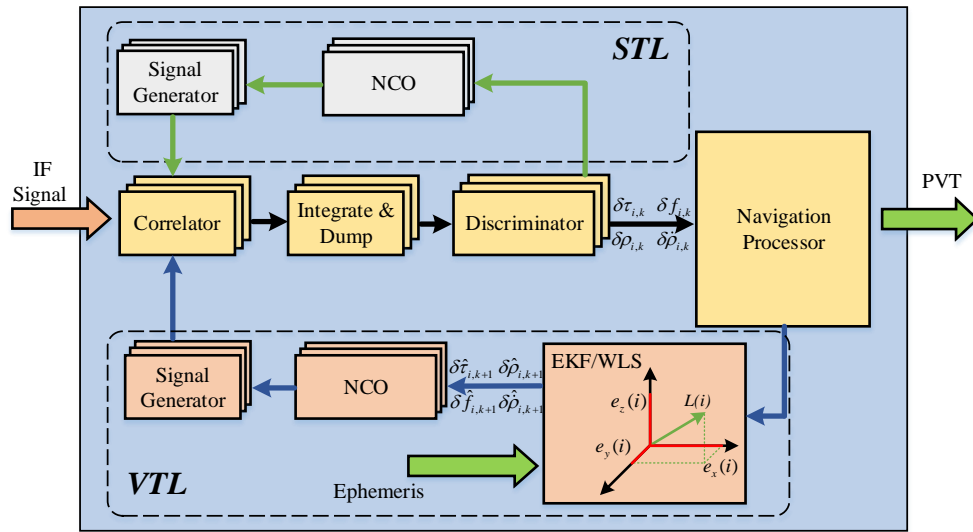 STL
Signal
Generator
NCO
IF
Signal
Correlator
Integrate &
Dump
Discriminator
δτ_{i,k} δf_{i,k}
δρ_{i,k} δρ̇_{i,k}
Navigation
Processor
PVT
Signal
Generator
NCO
δτ̂_{i,k+1} δρ̂_{i,k+1}
δf̂_{i,k+1} δρ̇̂_{i,k+1}
EKF/WLS
e_z(i)
L(i)
e_y(i)
e_x(i)
VTL
Ephemeris